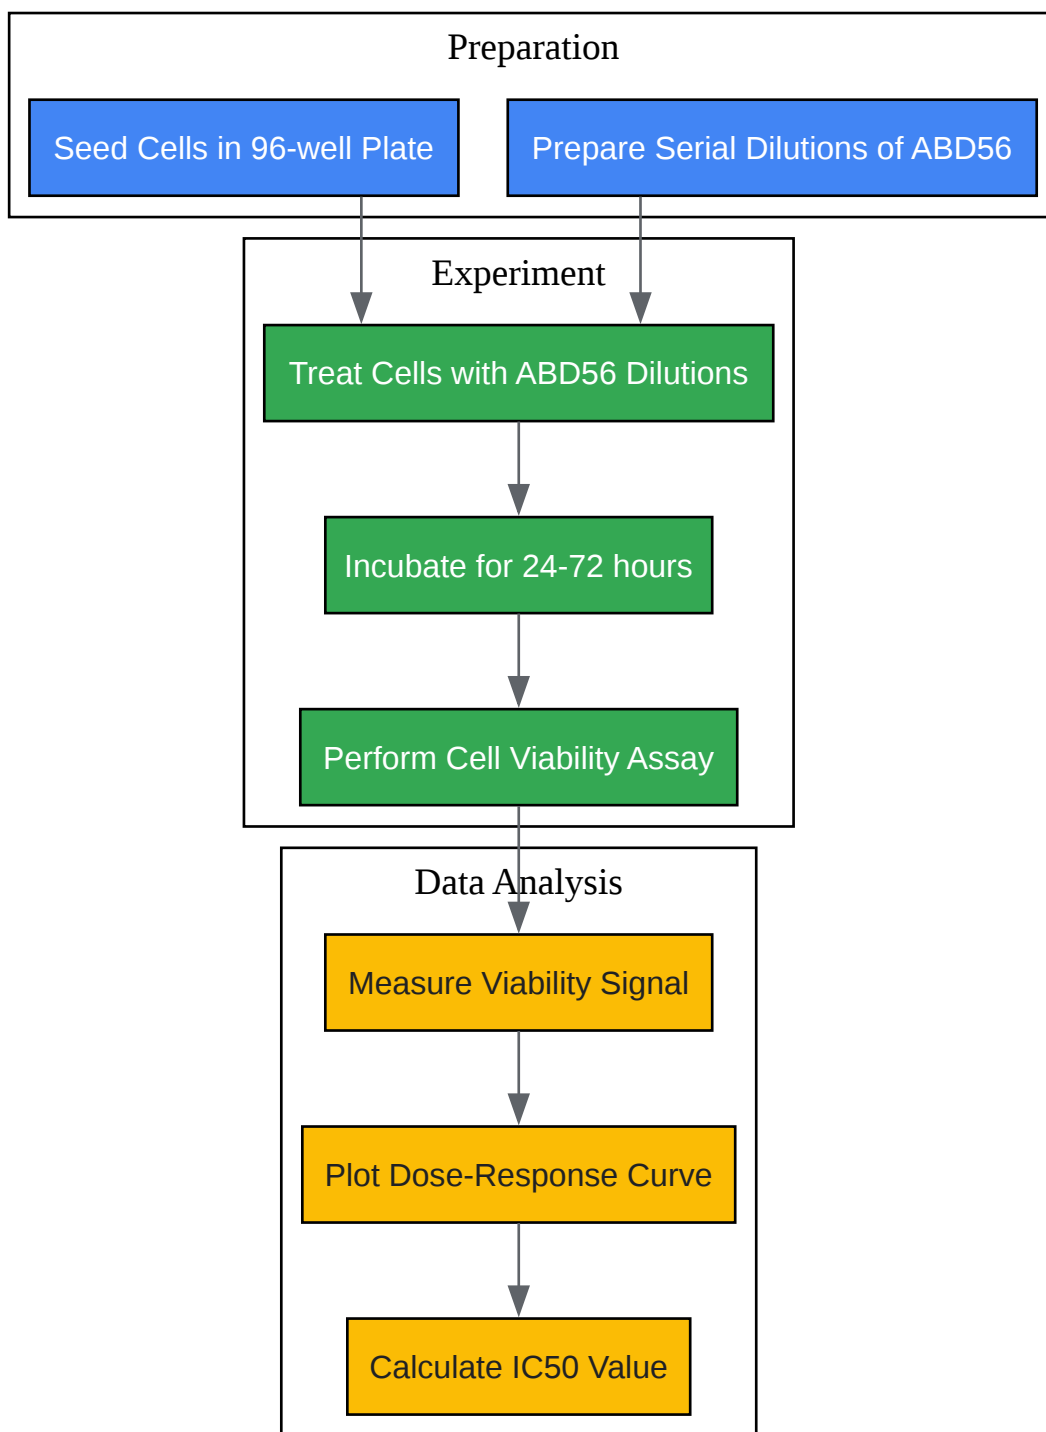 Preparation
Seed Cells in 96-well Plate
Prepare Serial Dilutions of ABD56
Experiment
Treat Cells with ABD56 Dilutions
Incubate for 24-72 hours
Perform Cell Viability Assay
Data Analysis
Measure Viability Signal
Plot Dose-Response Curve
Calculate IC50 Value